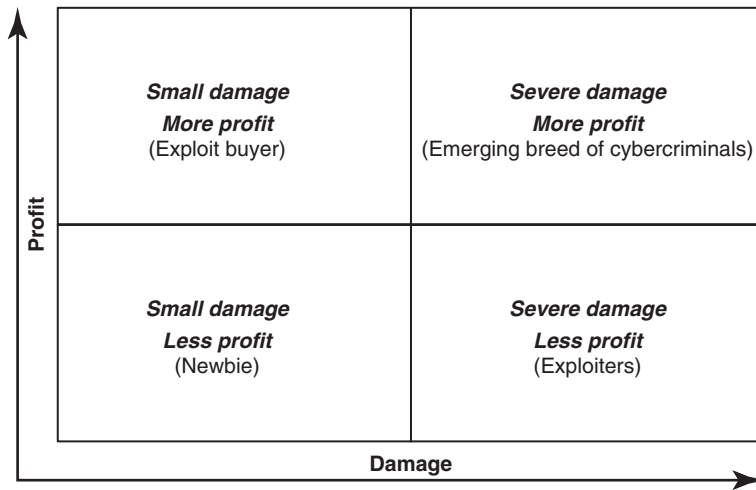 Small damage
More profit
(Exploit buyer)
Severe damage
More profit
(Emerging breed of cybercriminals)
Profit
Small damage
Less profit
(Newbie)
Severe damage
Less profit
(Exploiters)
Damage